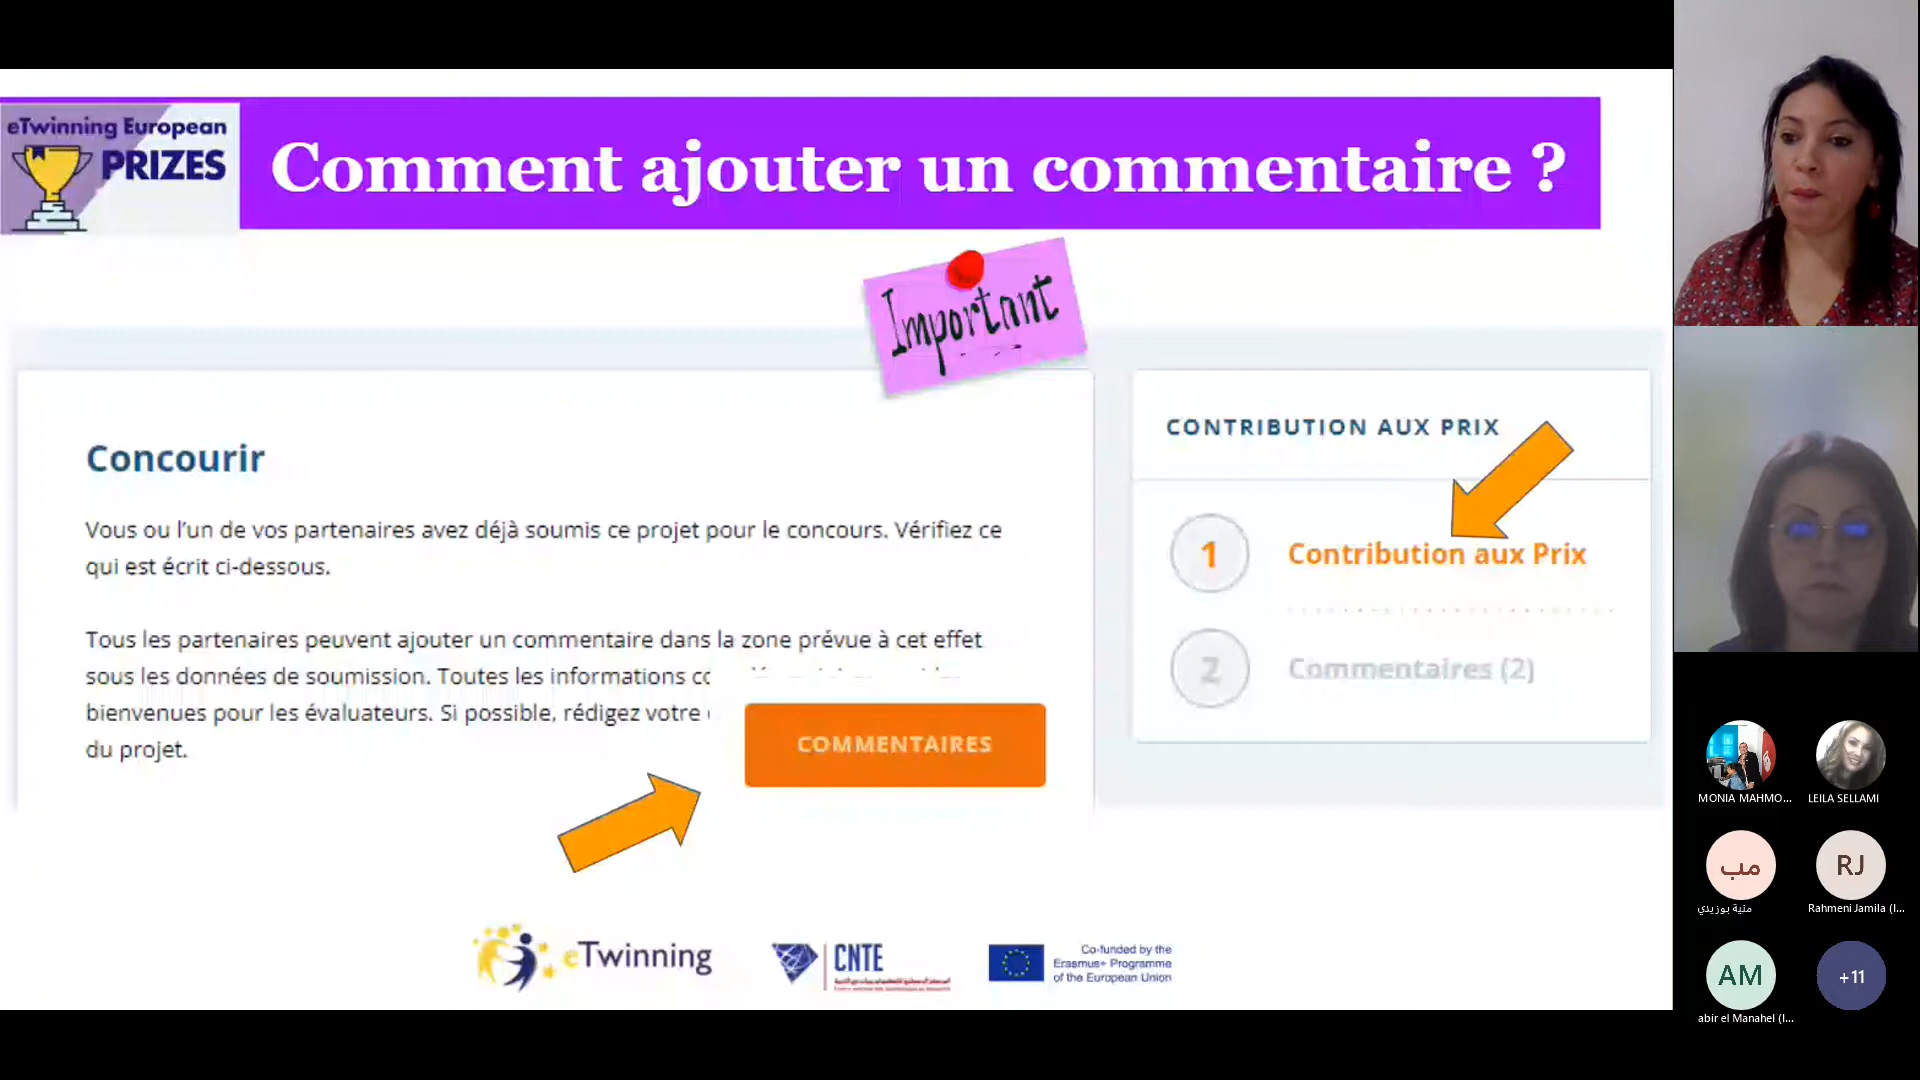 eTwinning European
PRIZES
Comment ajouter un commentaire ?
Important
Concourir
Vous ou l'un de vos partenaires avez déjà soumis ce projet pour le concours. Vérifiez ce
qui est écrit ci-dessous.
Tous les partenaires peuvent ajouter un commentaire dans la zone prévue à cet effet
sous les données de soumission. Toutes les informations
bienvenues pour les évaluateurs. Si possible, rédigez votre
du projet.
COMMENTAIRES
CONTRIBUTION AUX PRIX
1 Contribution aux Prix
2 Commentaires (2)
eTwinning
CNTE
Co-funded by the
Erasmus+ Programme
of the European Union
MONIA MAHMO...
LEILA SELLAMI
مب
RJ
منية بوزيدي
Rahmeni Jamila (I...
AM
+11
abir el Manahel (I...